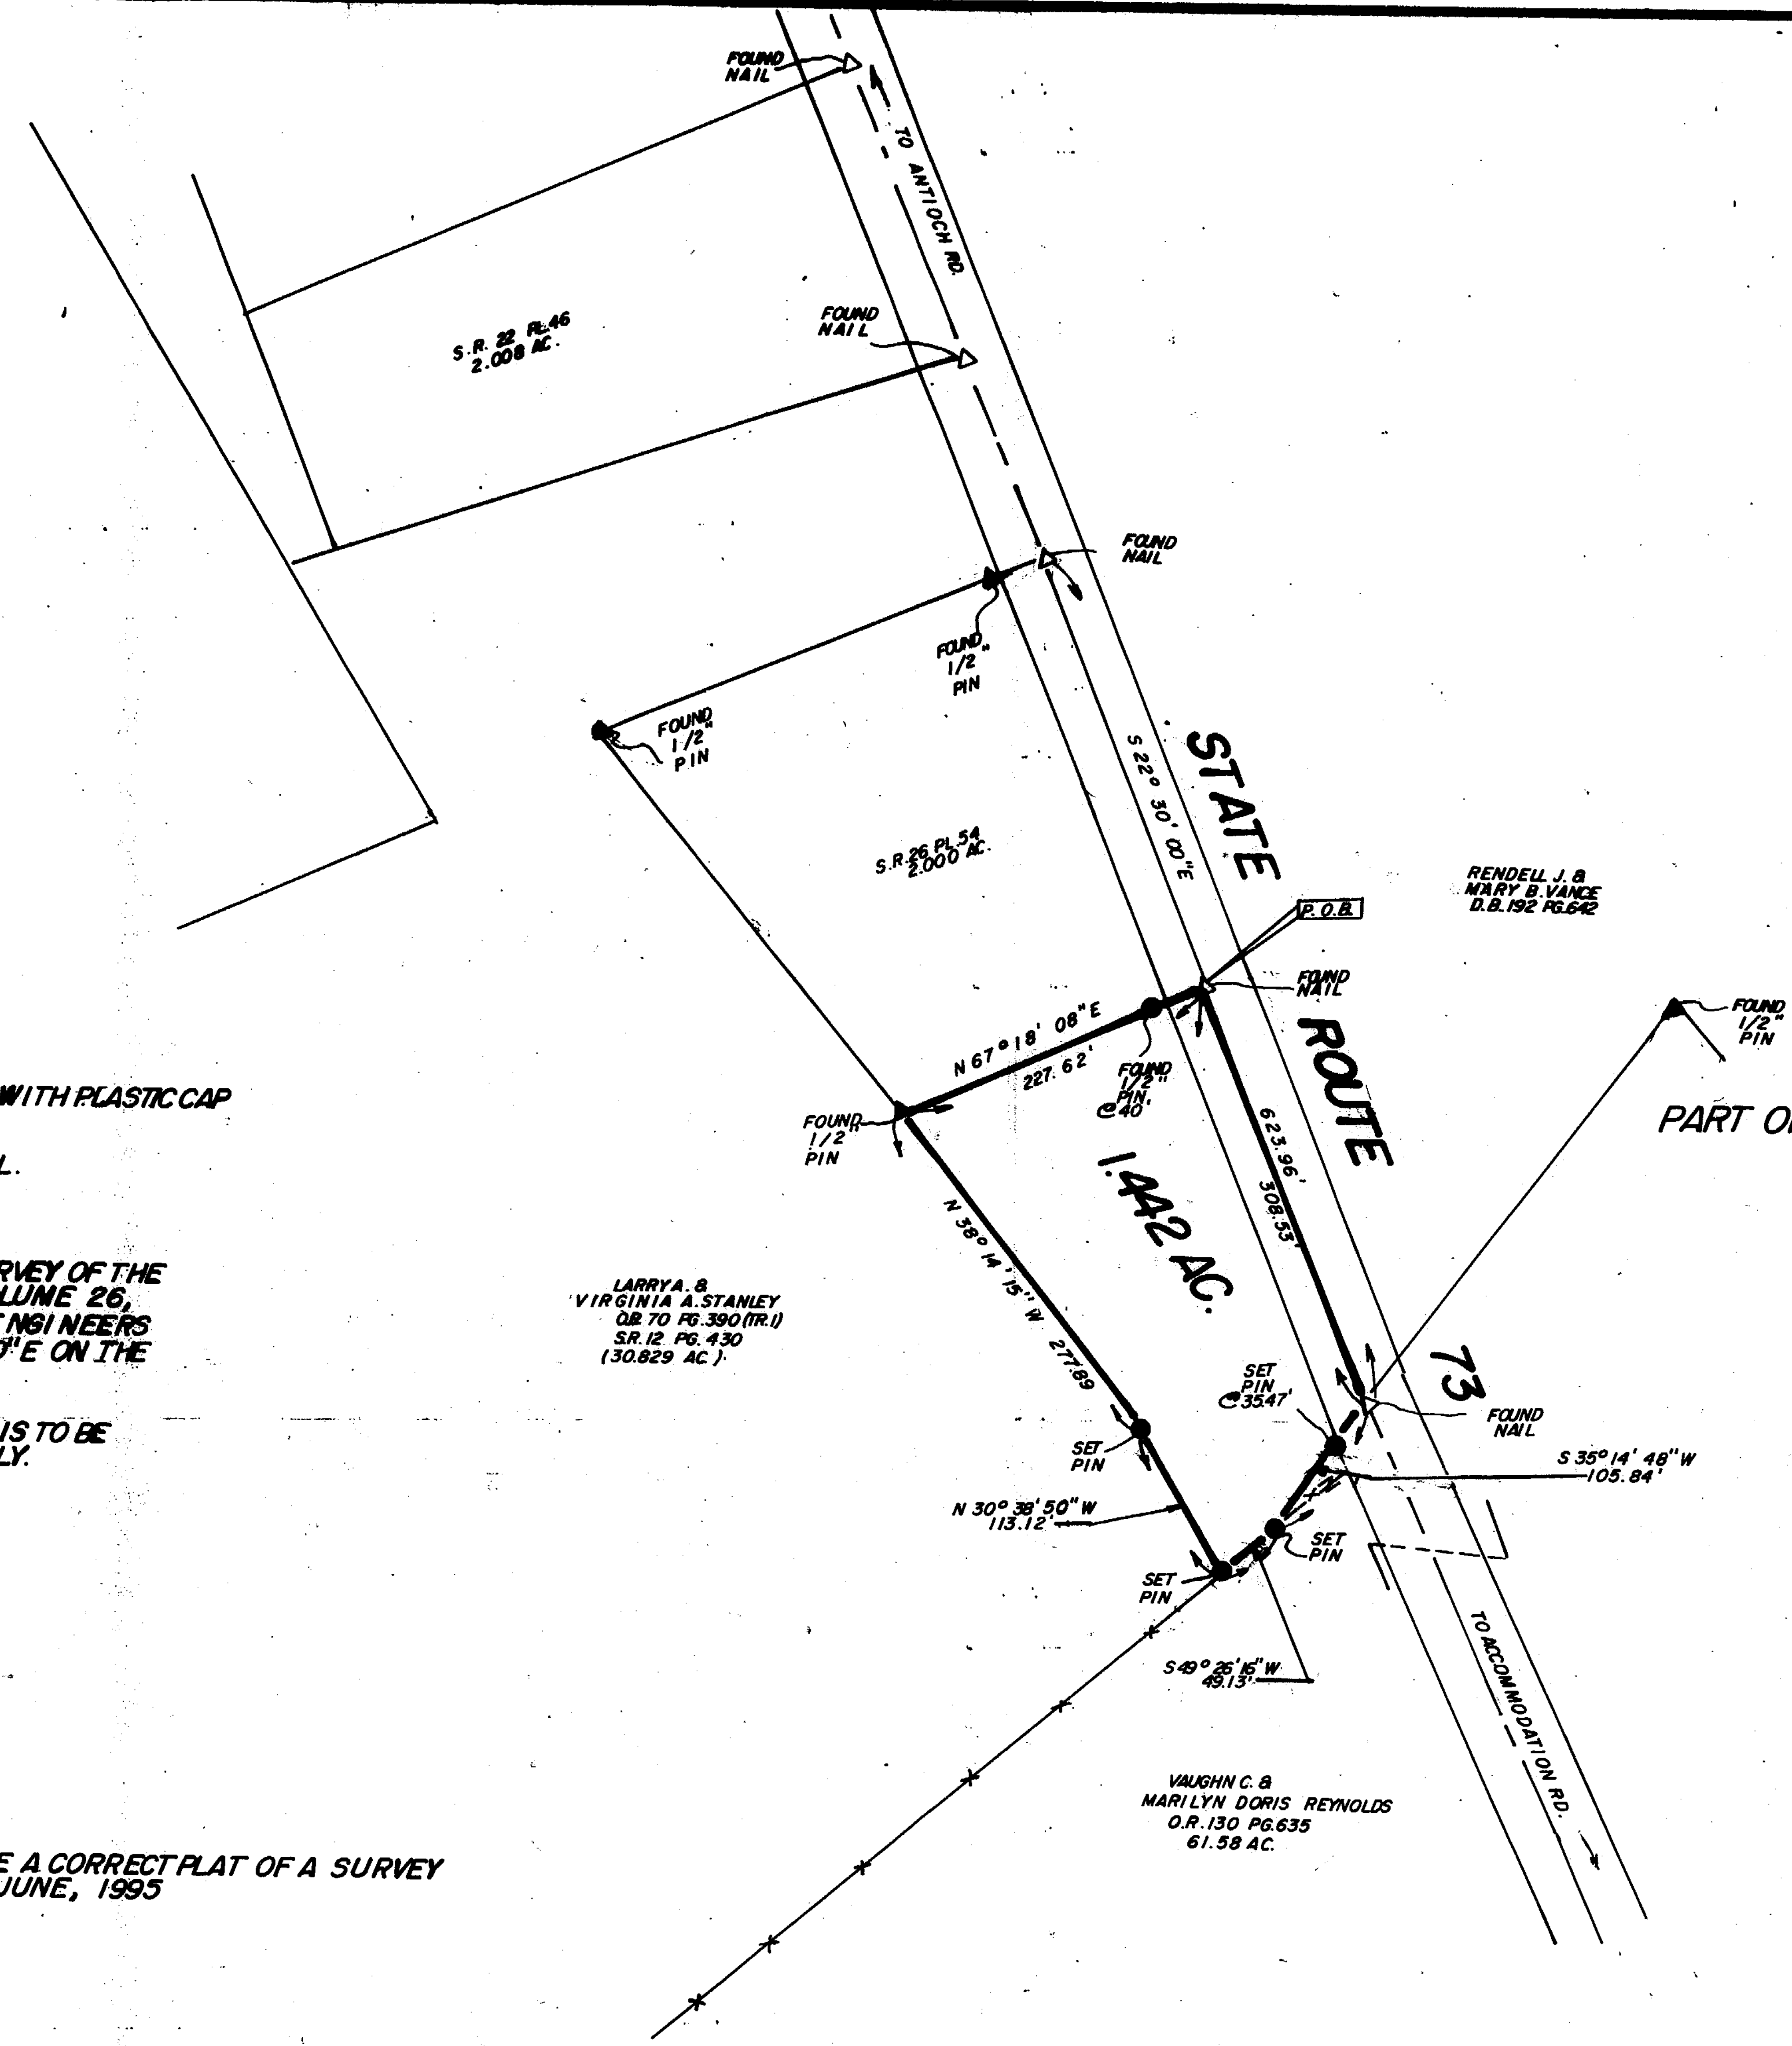 FOUND
NAIL
TO ANTIOCH RD.
S.R. 22 PL.46
2.008 AC.
FOUND
NAIL
FOUND
NAIL
FOUND
1/2"
PIN
FOUND
1/2"
PIN
S 22° 30' 00"E
STATE
ROUTE
73
S.R.26 PL.54
2.000 AC.
RENDELL J. &
MARY B. VANCE
D.B. 192 PG.642
P.O.B.
FOUND
NAIL
FOUND
1/2"
PIN
N 67° 18' 08"E
227.62'
FOUND
1/2"
PIN,
@ 40'
WITH PLASTIC CAP
FOUND
1/2"
PIN
623.96'
308.53'
PART
L.
1.442 AC.
N 38° 14' 15" W 277.89
RVEY OF THE
LUME 26,
NGINEERS
"E ON THE
LARRY A. &
VIRGINIA A. STANLEY
O.R. 70 PG. 390 (TR.1)
S.R. 12 PG. 430
(30.829 AC.)
SET
PIN
@ 35.47'
FOUND
NAIL
IS TO BE
LY.
SET
PIN
S 35° 14' 48" W
105.84'
N 30° 38' 50" W
113.12'
SET
PIN
SET
PIN
S 49° 26' 16" W
49.13'
TO ACCOMMODATION RD.
VAUGHN C. &
MARILYN DORIS REYNOLDS
O.R. 130 PG.635
61.58 AC.
E A CORRECT PLAT OF A SURVEY
JUNE, 1995